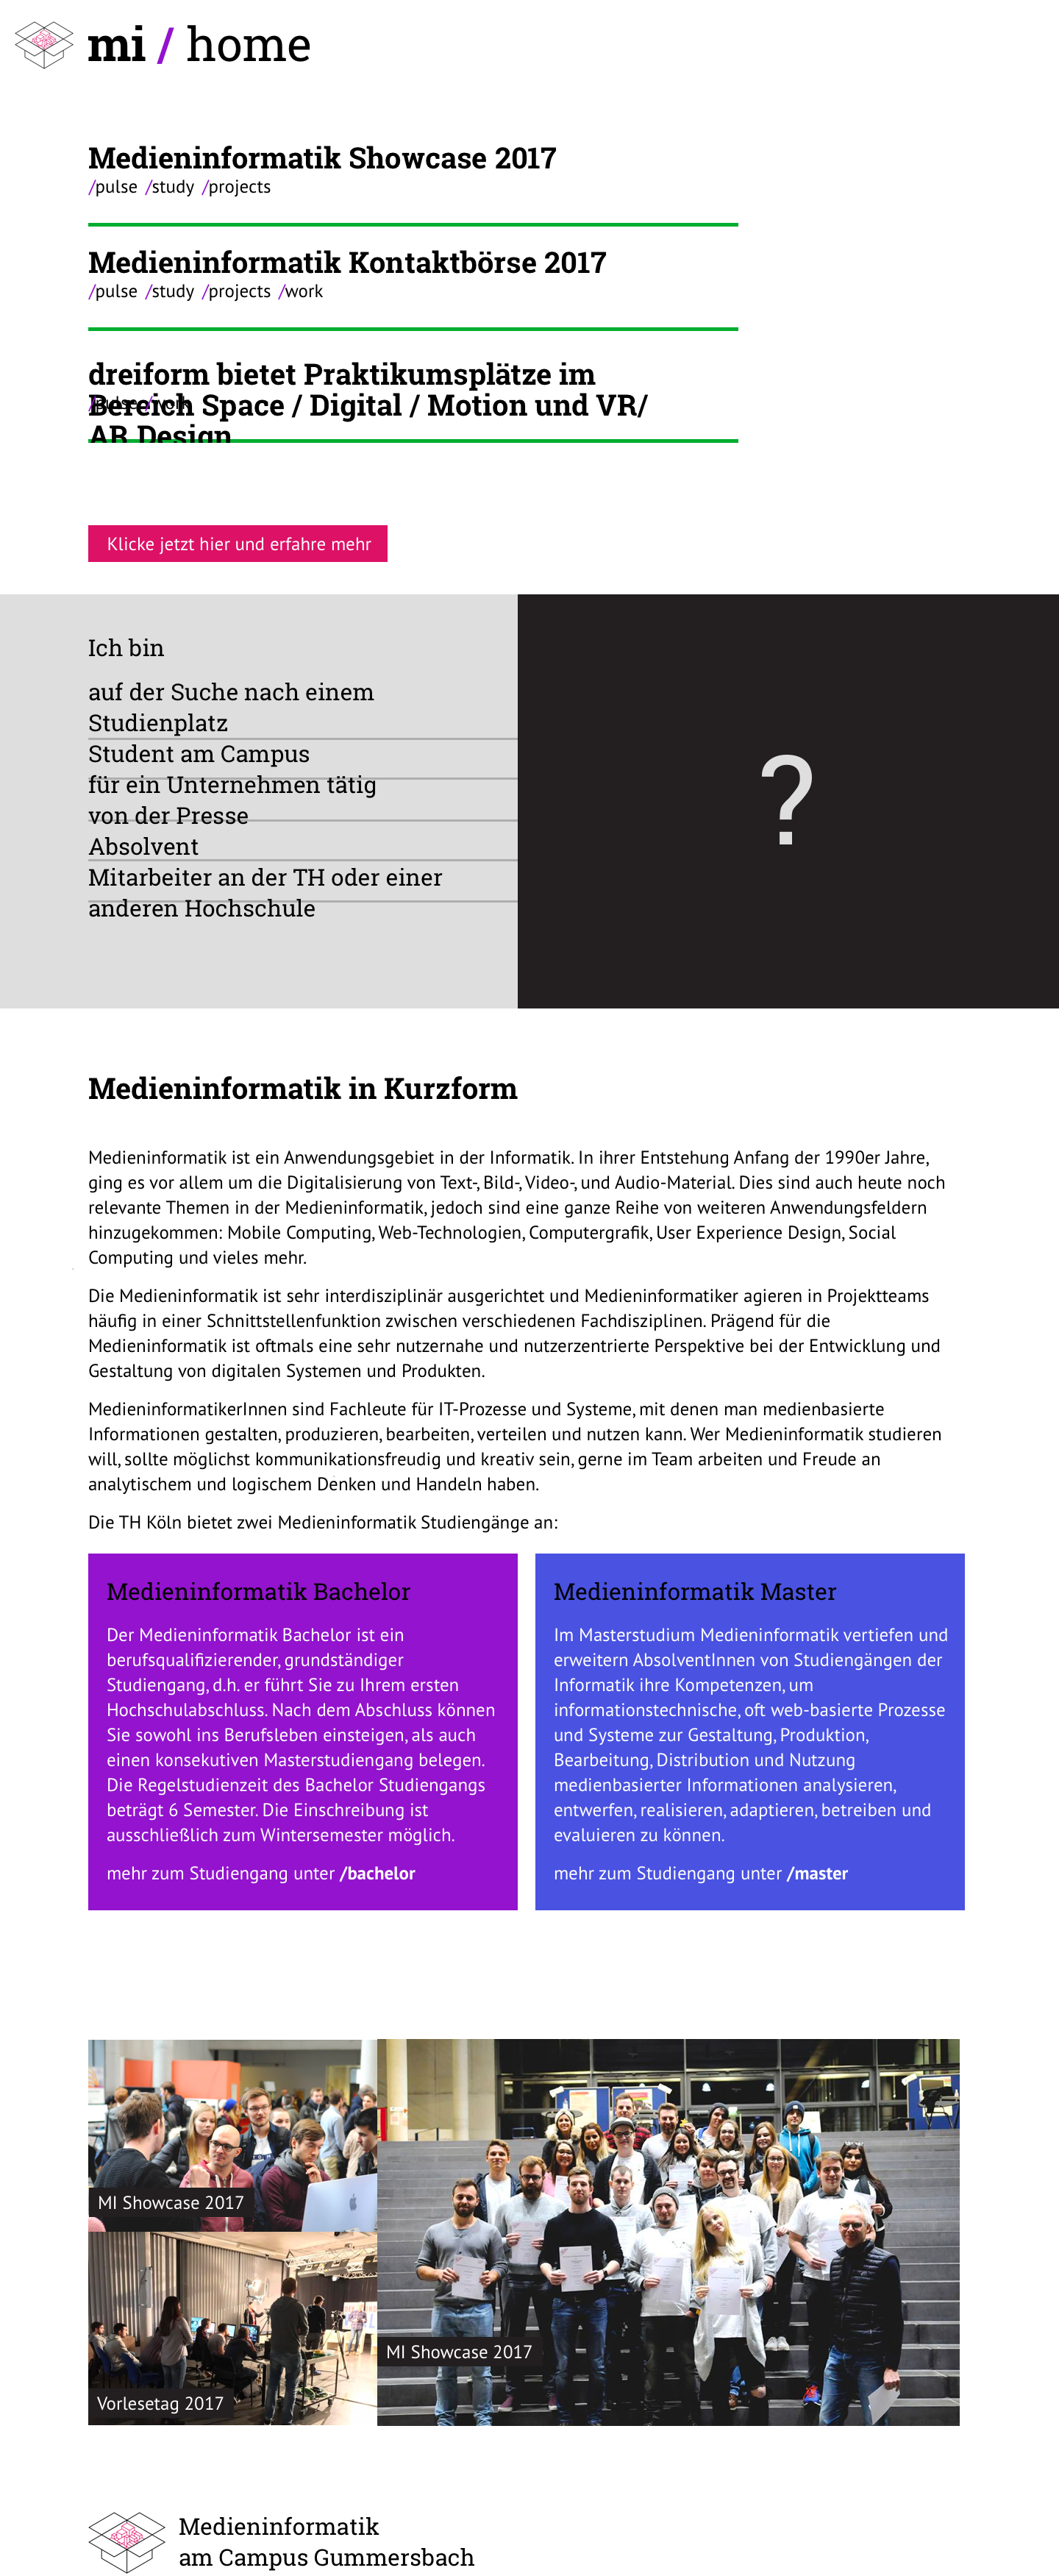 mi / home
Medieninformatik Showcase 2017
/pulse /study /projects
Medieninformatik Kontaktbörse 2017
/pulse /study /projects /work
dreiform bietet Praktikumsplätze im
Bereich Space / Digital / Motion und VR/
/pulse /work
AR Design
Klicke jetzt hier und erfahre mehr
Ich bin
auf der Suche nach einem
Studienplatz
Student am Campus
für ein Unternehmen tätig
von der Presse
Absolvent
Mitarbeiter an der TH oder einer
anderen Hochschule
?
Medieninformatik in Kurzform
Medieninformatik ist ein Anwendungsgebiet in der Informatik. In ihrer Entstehung Anfang der 1990er Jahre,
ging es vor allem um die Digitalisierung von Text-, Bild-, Video-, und Audio-Material. Dies sind auch heute noch
relevante Themen in der Medieninformatik, jedoch sind eine ganze Reihe von weiteren Anwendungsfeldern
hinzugekommen: Mobile Computing, Web-Technologien, Computergrafik, User Experience Design, Social
Computing und vieles mehr.
Die Medieninformatik ist sehr interdisziplinär ausgerichtet und Medieninformatiker agieren in Projektteams
häufig in einer Schnittstellenfunktion zwischen verschiedenen Fachdisziplinen. Prägend für die
Medieninformatik ist oftmals eine sehr nutzernahe und nutzerzentrierte Perspektive bei der Entwicklung und
Gestaltung von digitalen Systemen und Produkten.
MedieninformatikerInnen sind Fachleute für IT-Prozesse und Systeme, mit denen man medienbasierte
Informationen gestalten, produzieren, bearbeiten, verteilen und nutzen kann. Wer Medieninformatik studieren
will, sollte möglichst kommunikationsfreudig und kreativ sein, gerne im Team arbeiten und Freude an
analytischem und logischem Denken und Handeln haben.
Die TH Köln bietet zwei Medieninformatik Studiengänge an:
Medieninformatik Bachelor
Der Medieninformatik Bachelor ist ein
berufsqualifizierender, grundständiger
Studiengang, d.h. er führt Sie zu Ihrem ersten
Hochschulabschluss. Nach dem Abschluss können
Sie sowohl ins Berufsleben einsteigen, als auch
einen konsekutiven Masterstudiengang belegen.
Die Regelstudienzeit des Bachelor Studiengangs
beträgt 6 Semester. Die Einschreibung ist
ausschließlich zum Wintersemester möglich.
mehr zum Studiengang unter /bachelor
Medieninformatik Master
Im Masterstudium Medieninformatik vertiefen und
erweitern AbsolventInnen von Studiengängen der
Informatik ihre Kompetenzen, um
informationstechnische, oft web-basierte Prozesse
und Systeme zur Gestaltung, Produktion,
Bearbeitung, Distribution und Nutzung
medienbasierter Informationen analysieren,
entwerfen, realisieren, adaptieren, betreiben und
evaluieren zu können.
mehr zum Studiengang unter /master
MI Showcase 2017
MI Showcase 2017
Vorlesetag 2017
Medieninformatik
am Campus Gummersbach